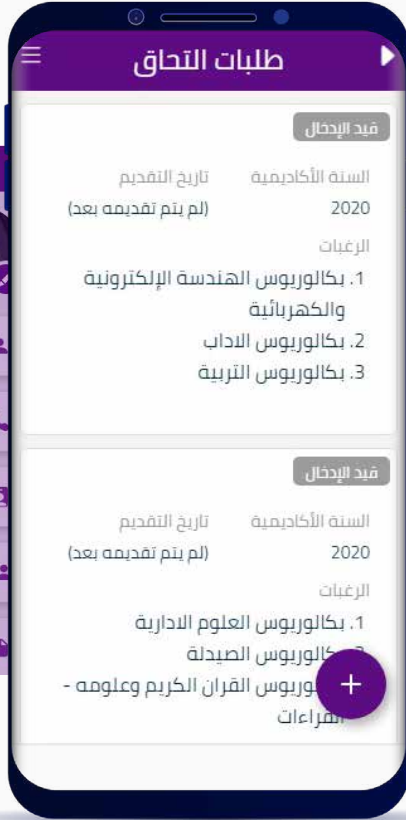 طلبات التحاق
قيد الإدخال
السنة الأكاديمية تاريخ التقديم
2020 (لم يتم تقديمه بعد)
الرغبات
1. بكالوريوس الهندسة الإلكترونية
والكهربائية
2. بكالوريوس الاداب
3. بكالوريوس التربية
قيد الإدخال
السنة الأكاديمية تاريخ التقديم
2020 (لم يتم تقديمه بعد)
الرغبات
1. بكالوريوس العلوم الادارية
الصيدلة
القران الكريم وعلومه -
القراءات